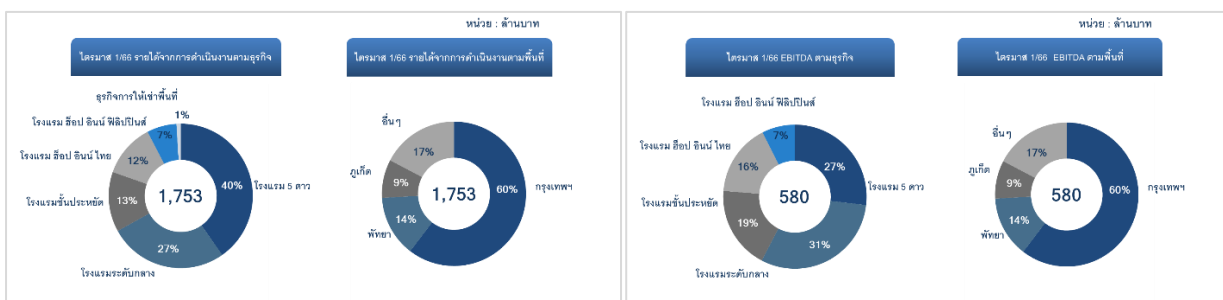 หน่วย : ล้านบาท
ไตรมาส 1/66 รายได้จากการดำเนินงานตามธุรกิจ
ไตรมาส 1/66 รายได้จากการดำเนินงานตามพื้นที่
ธุรกิจการให้เช่าพื้นที่
1%
โรงแรม ฮ็อป อินน์ ฟิลิปปินส์
7%
โรงแรม ฮ็อป อินน์ ไทย
12%
โรงแรมชั้นประหยัด
13%
1,753
40%
โรงแรม 5 ดาว
27%
โรงแรมระดับกลาง
อื่นๆ
17%
ภูเก็ต
9%
1,753
60%
กรุงเทพฯ
14%
พัทยา
หน่วย : ล้านบาท
ไตรมาส 1/66 EBITDA ตามธุรกิจ
ไตรมาส 1/66 EBITDA ตามพื้นที่
โรงแรม ฮ็อป อินน์ ฟิลิปปินส์
7%
โรงแรม ฮ็อป อินน์ ไทย
16%
27%
โรงแรม 5 ดาว
โรงแรมชั้นประหยัด
580
19%
31%
โรงแรมระดับกลาง
อื่นๆ
17%
ภูเก็ต
9%
580
60%
กรุงเทพฯ
14%
พัทยา